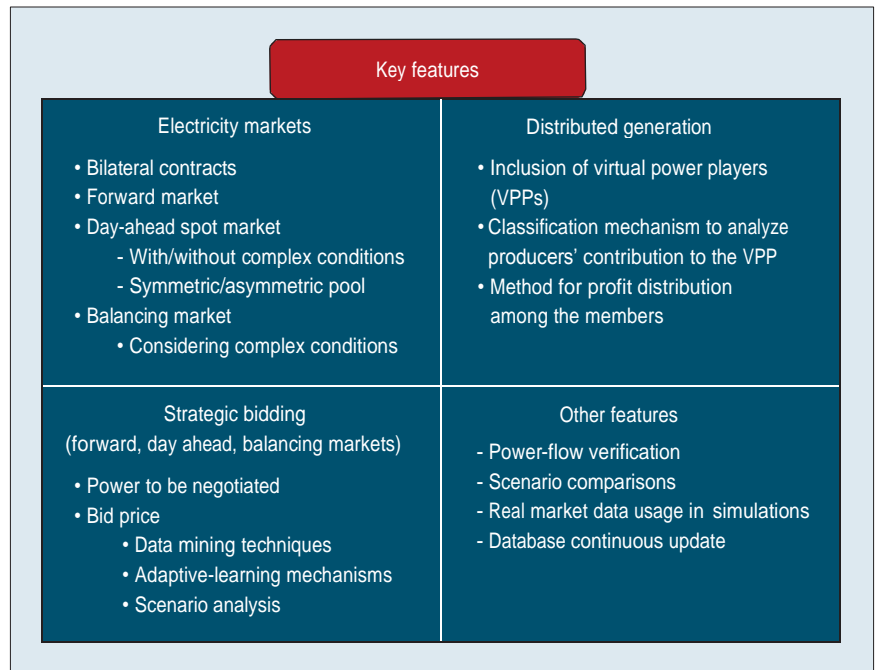 Key features
Electricity markets
• Bilateral contracts
• Forward market
• Day-ahead spot market
- With/without complex conditions
- Symmetric/asymmetric pool
• Balancing market
• Considering complex conditions
Distributed generation
• Inclusion of virtual power players
(VPPs)
• Classification mechanism to analyze
producers’ contribution to the VPP
• Method for profit distribution
among the members
Strategic bidding
(forward, day ahead, balancing markets)
• Power to be negotiated
• Bid price
• Data mining techniques
• Adaptive-learning mechanisms
• Scenario analysis
Other features
- Power-flow verification
- Scenario comparisons
- Real market data usage in simulations
- Database continuous update